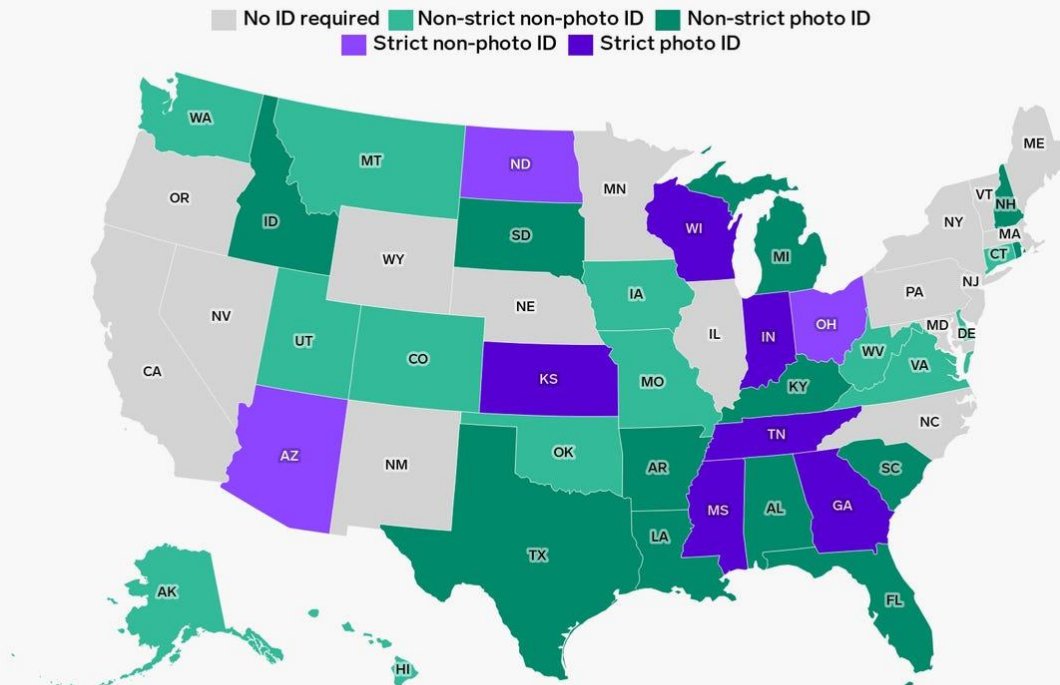 No ID required Non-strict non-photo ID Non-strict photo ID
Strict non-photo ID Strict photo ID
WA
MT
ND
MN
ME
OR
ID
SD
WI
VT
NH
NY
MA
MI
CT
WY
IA
NE
PA
NJ
NV
UT
CO
IL
IN
OH
MD
DE
WV
VA
CA
KS
MO
KY
AZ
NM
OK
AR
TN
NC
SC
TX
LA
MS
AL
GA
AK
FL
HI